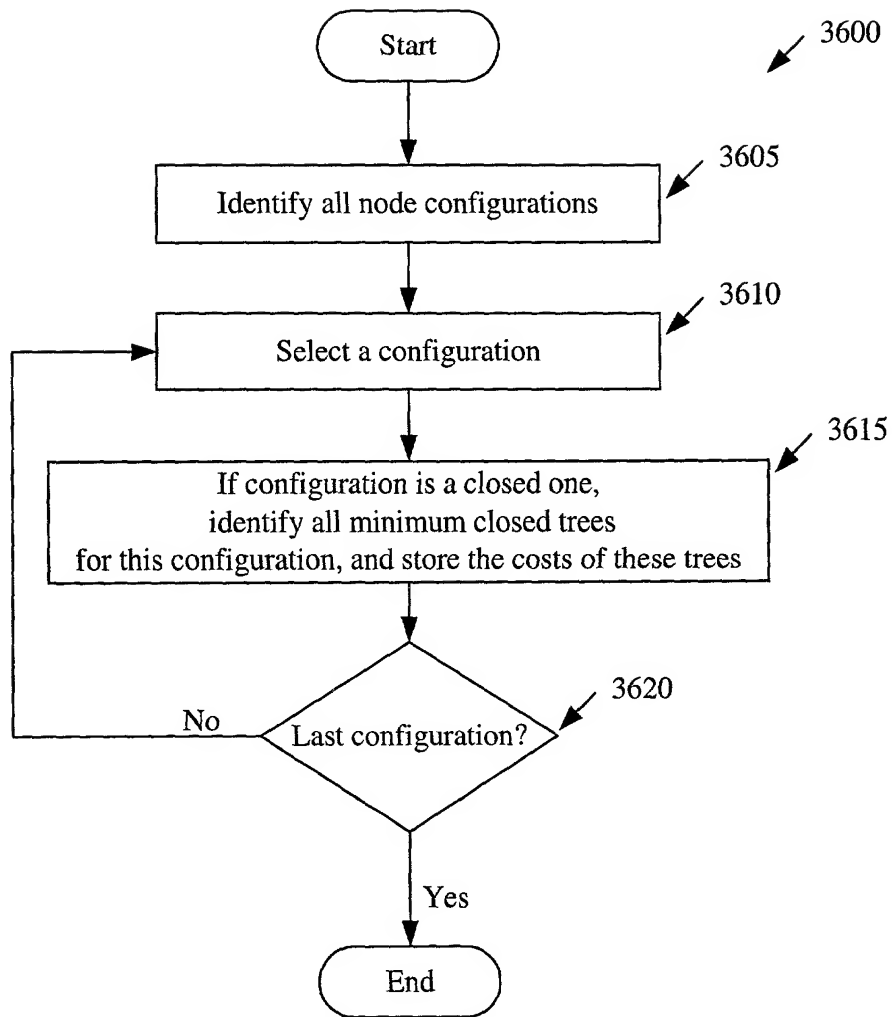 Start
3600
3605
Identify all node configurations
3610
Select a configuration
3615
If configuration is a closed one,
identify all minimum closed trees
for this configuration, and store the costs of these trees
3620
No
Last configuration?
Yes
End